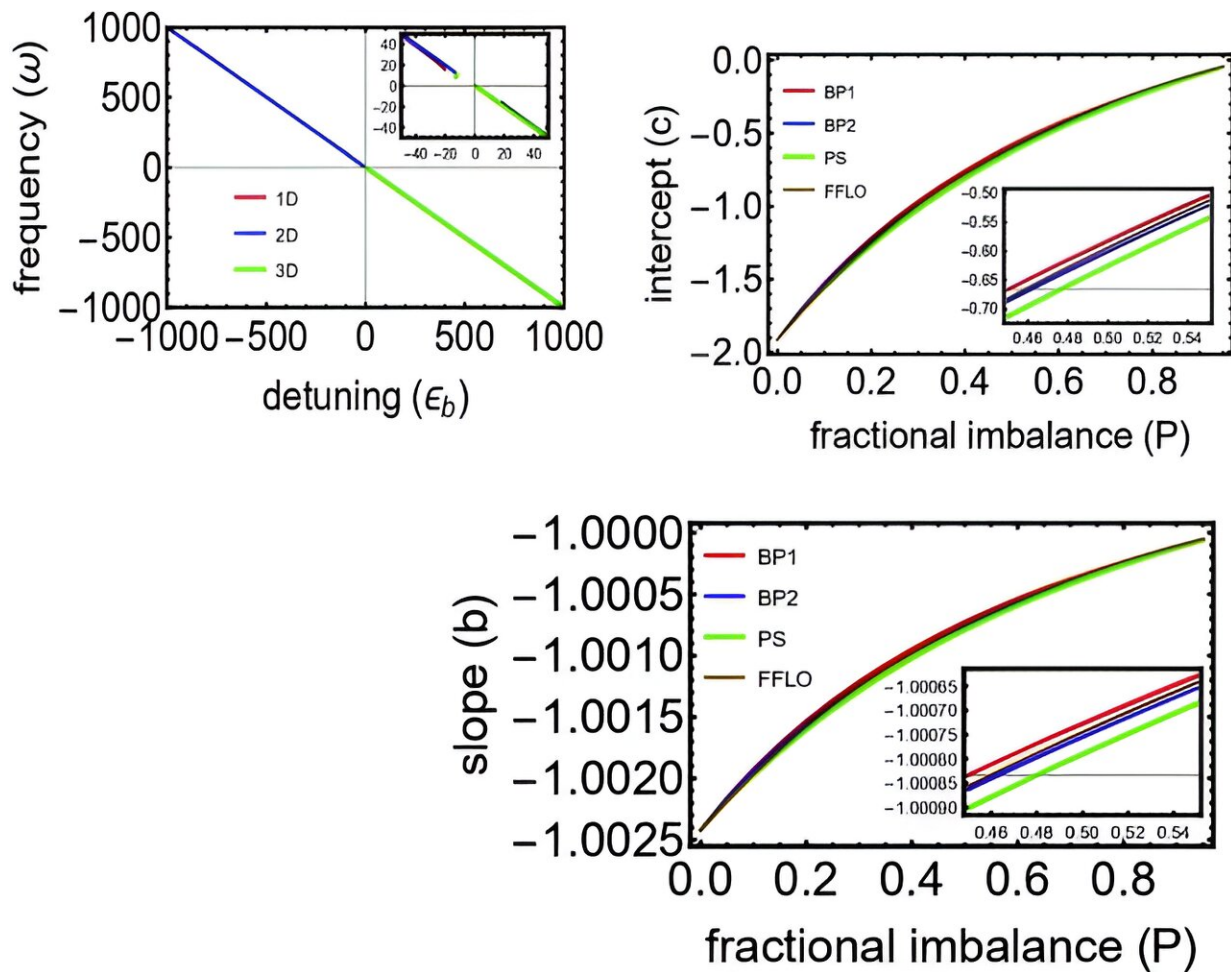 frequency (ω)
1000
500
0
−500
−1000
−1000
−500
0
500
1000
detuning (ϵb)
1D
2D
3D
40
20
0
−20
−40
−40 −20 0 20 40
intercept (c)
0.0
−0.5
−1.0
−1.5
−2.0
0.0 0.2 0.4 0.6 0.8
fractional imbalance (P)
BP1
BP2
PS
FFLO
−0.50
−0.55
−0.60
−0.65
−0.70
0.46 0.48 0.50 0.52 0.54
slope (b)
−1.0000
−1.0005
−1.0010
−1.0015
−1.0020
−1.0025
0.0 0.2 0.4 0.6 0.8
fractional imbalance (P)
BP1
BP2
PS
FFLO
−1.00065
−1.00070
−1.00075
−1.00080
−1.00085
−1.00090
0.46 0.48 0.50 0.52 0.54